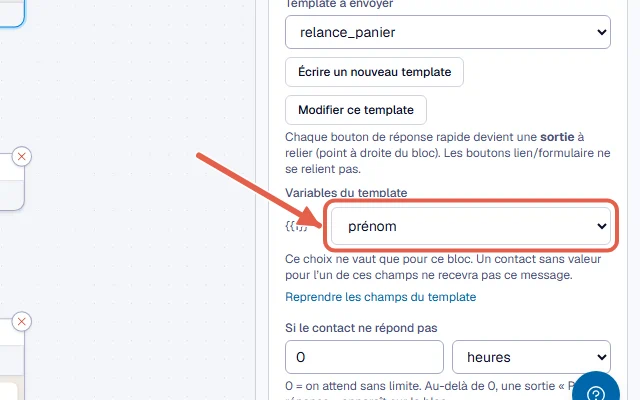 Template à envoyer
relance_panier
Écrire un nouveau template
Modifier ce template
Chaque bouton de réponse rapide devient une sortie à
relier (point à droite du bloc). Les boutons lien/formulaire ne
se relient pas.
Variables du template
prénom
Ce choix ne vaut que pour ce bloc. Un contact sans valeur
pour l'un de ces champs ne recevra pas ce message.
Reprendre les champs du template
Si le contact ne répond pas
0
heures
0 = on attend sans limite. Au-delà de 0, une sortie «